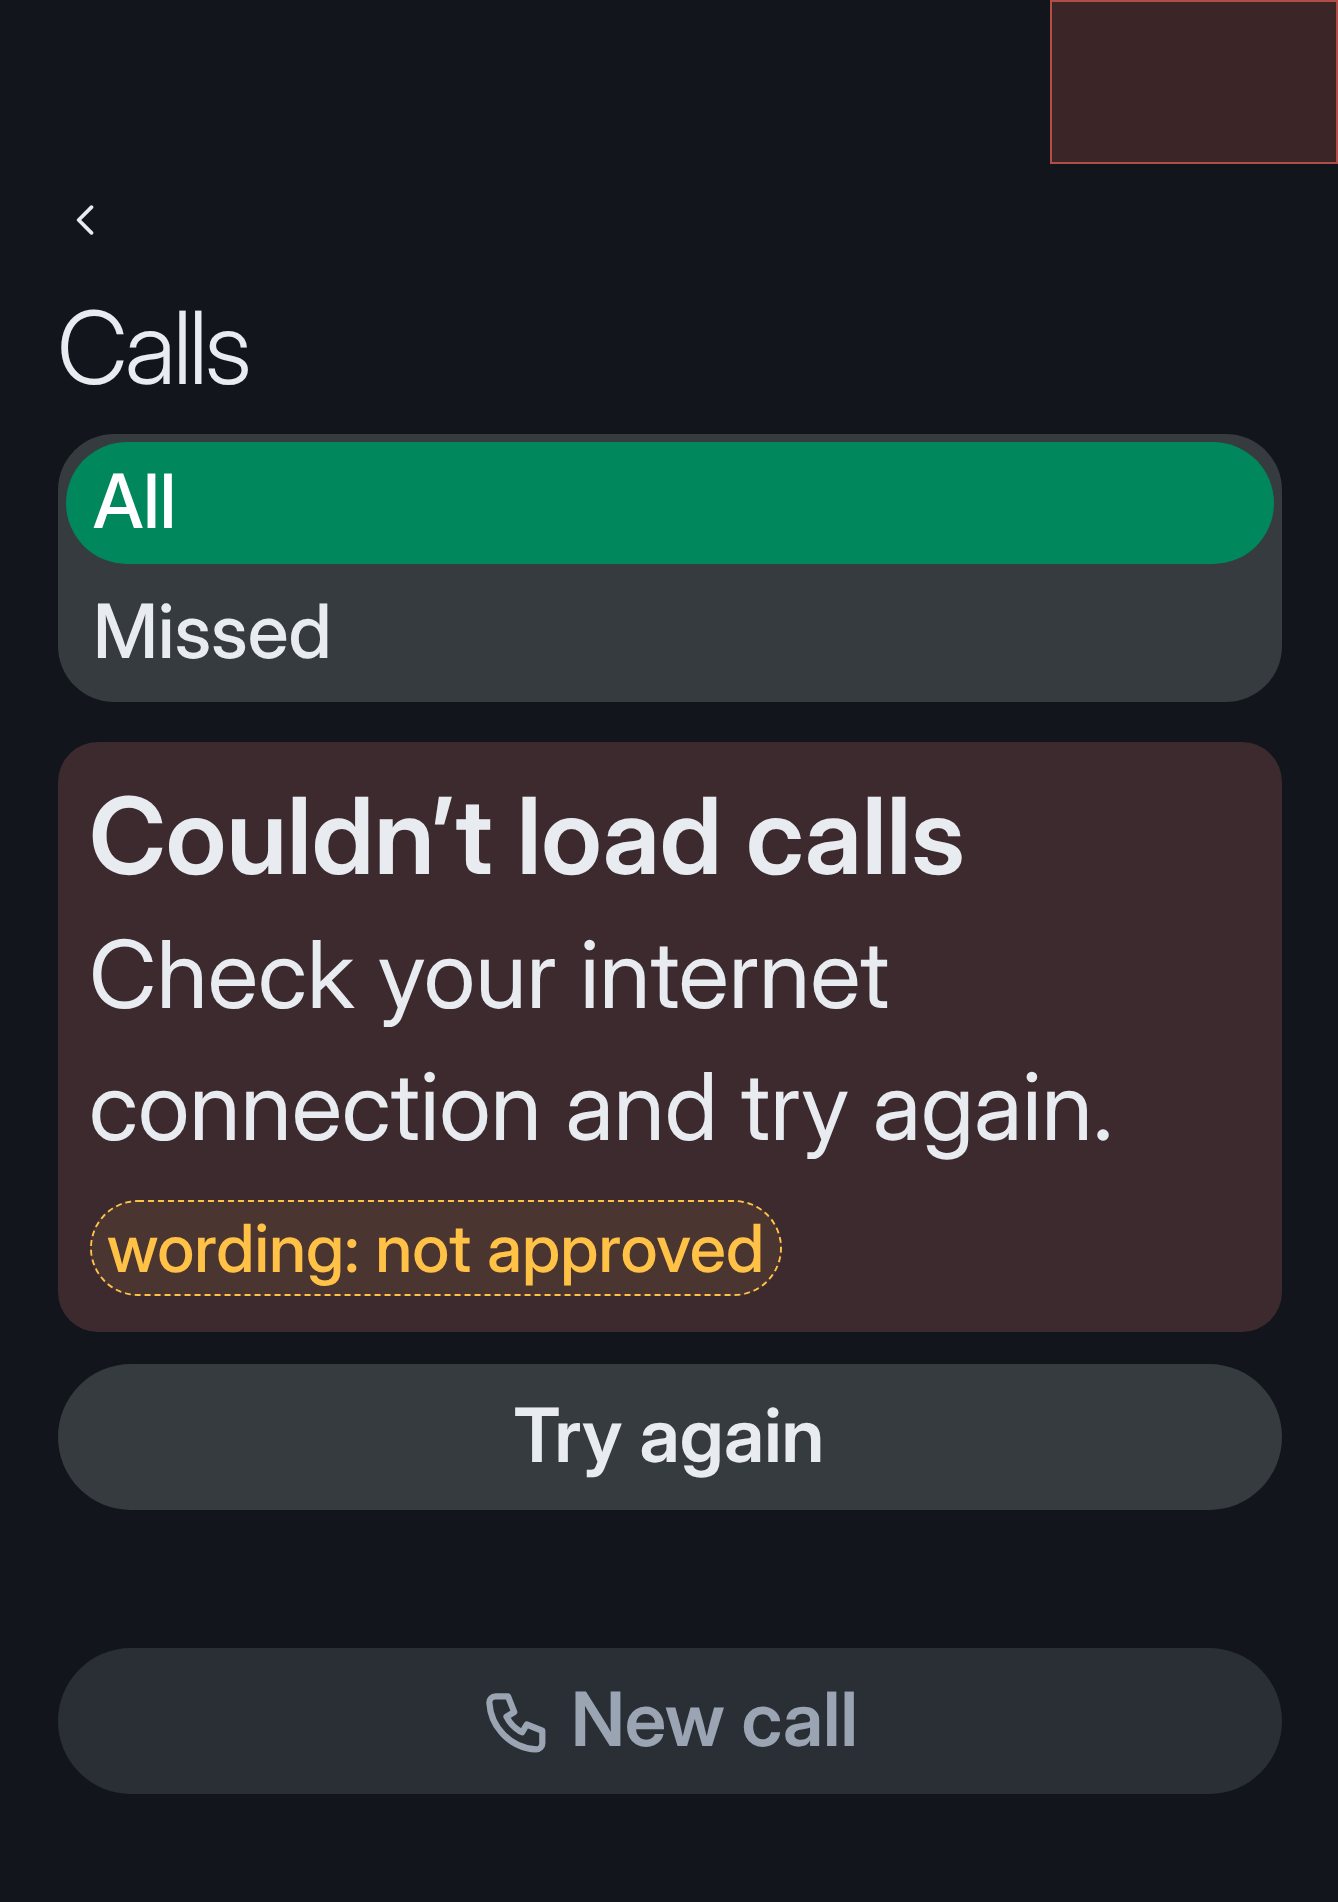 Calls
All
Missed
Couldn’t load calls
Check your internet
connection and try again.
wording: not approved
Try again
New call